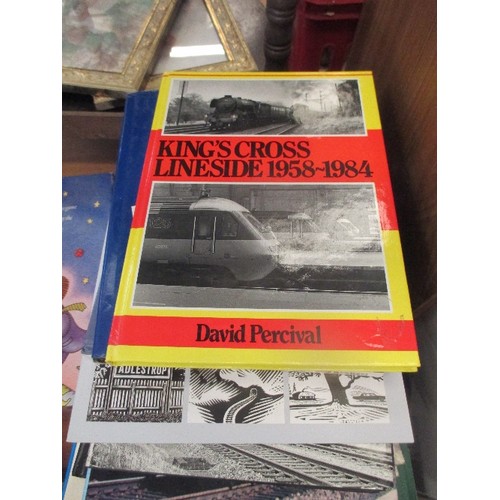 KING'S CROSS
LINESIDE 1958~1984
David Percival
ADLESTROP